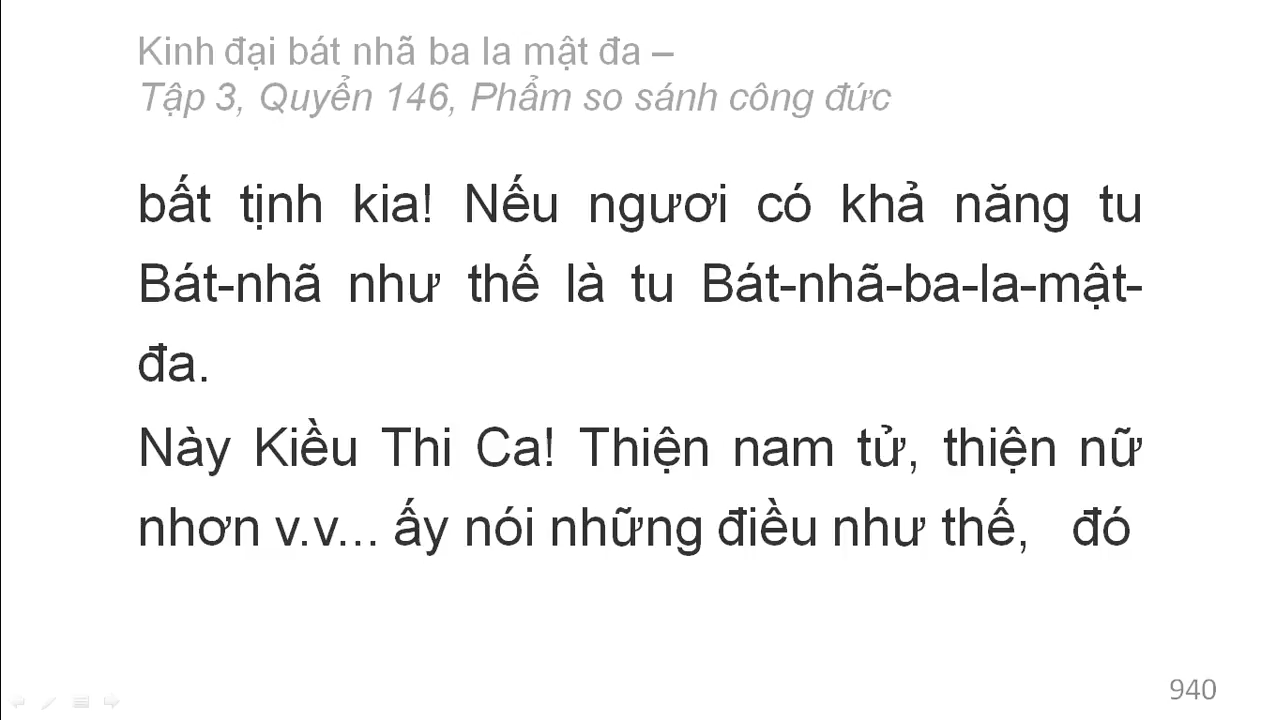 Kinh đại bát nhã ba la mật đa –
Tập 3, Quyển 146, Phẩm so sánh công đức
bất tịnh kia! Nếu ngươi có khả năng tu
Bát-nhã như thế là tu Bát-nhã-ba-la-mật-
đa.
Này Kiều Thi Ca! Thiện nam tử, thiện nữ
nhơn v.v... ấy nói những điều như thế, đó
940